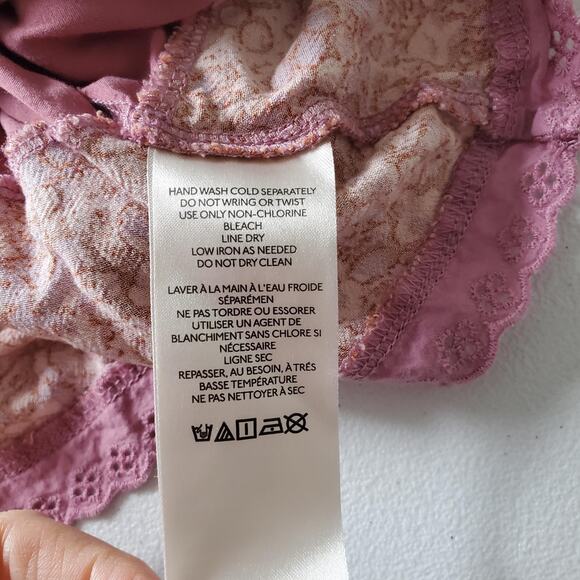 HAND WASH COLD SEPARATELY
DO NOT WRING OR TWIST
USE ONLY NON-CHLORINE
BLEACH
LINE DRY
LOW IRON AS NEEDED
DO NOT DRY CLEAN
LAVER À LA MAIN À L'EAU FROIDE
SÉPARÉMEN
NE PAS TORDRE OU ESSORER
UTILISER UN AGENT DE
BLANCHIMENT SANS CHLORE SI
NÉCESSAIRE
LIGNE SEC
REPASSER, AU BESOIN, À TRÉS
BASSE TEMPÉRATURE
NE PAS NETTOYER À SEC